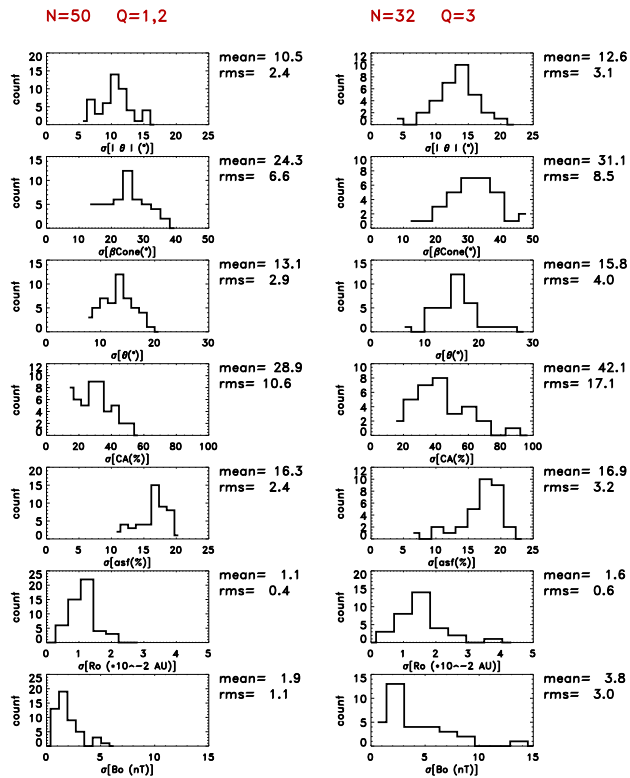 N=50 Q=1,2
N=32 Q=3
mean= 10.5
rms= 2.4
count
20
15
10
5
0
0 5 10 15 20 25
σ[| θ | (°)]
mean= 12.6
rms= 3.1
count
12
10
8
6
4
2
0
0 5 10 15 20 25
σ[| θ | (°)]
mean= 24.3
rms= 6.6
count
15
10
5
0
0 10 20 30 40 50
σ[βCone(°)]
mean= 31.1
rms= 8.5
count
10
8
6
4
2
0
0 10 20 30 40 50
σ[βCone(°)]
mean= 13.1
rms= 2.9
count
15
10
5
0
0 10 20 30
σ[θ(°)]
mean= 15.8
rms= 4.0
count
15
10
5
0
0 10 20 30
σ[θ(°)]
mean= 28.9
rms= 10.6
count
12
10
8
6
4
2
0
0 20 40 60 80 100
σ[CA(%)]
mean= 42.1
rms= 17.1
count
10
8
6
4
2
0
0 20 40 60 80 100
σ[CA(%)]
mean= 16.3
rms= 2.4
count
20
15
10
5
0
0 5 10 15 20 25
σ[asf(%)]
mean= 16.9
rms= 3.2
count
12
10
8
6
4
2
0
0 5 10 15 20 25
σ[asf(%)]
mean= 1.1
rms= 0.4
count
25
20
15
10
5
0
0 1 2 3 4 5
σ[Ro (*10^-2 AU)]
mean= 1.6
rms= 0.6
count
20
15
10
5
0
0 1 2 3 4 5
σ[Ro (*10^-2 AU)]
mean= 1.9
rms= 1.1
count
25
20
15
10
5
0
0 5 10 15
σ[Bo (nT)]
mean= 3.8
rms= 3.0
count
15
10
5
0
0 5 10 15
σ[Bo (nT)]